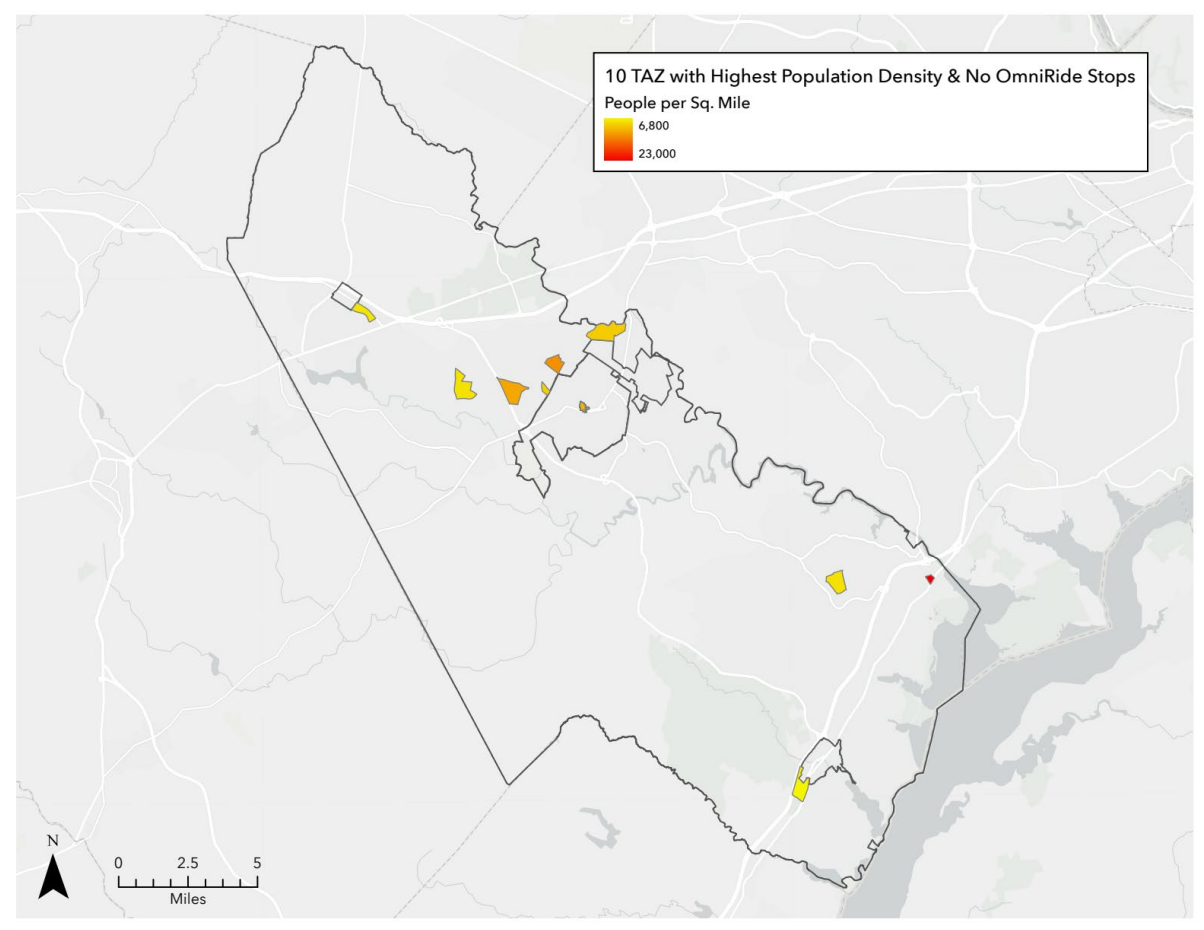 10 TAZ with Highest Population Density & No OmniRide Stops
People per Sq. Mile
6,800
23,000
N
0 2.5 5
Miles